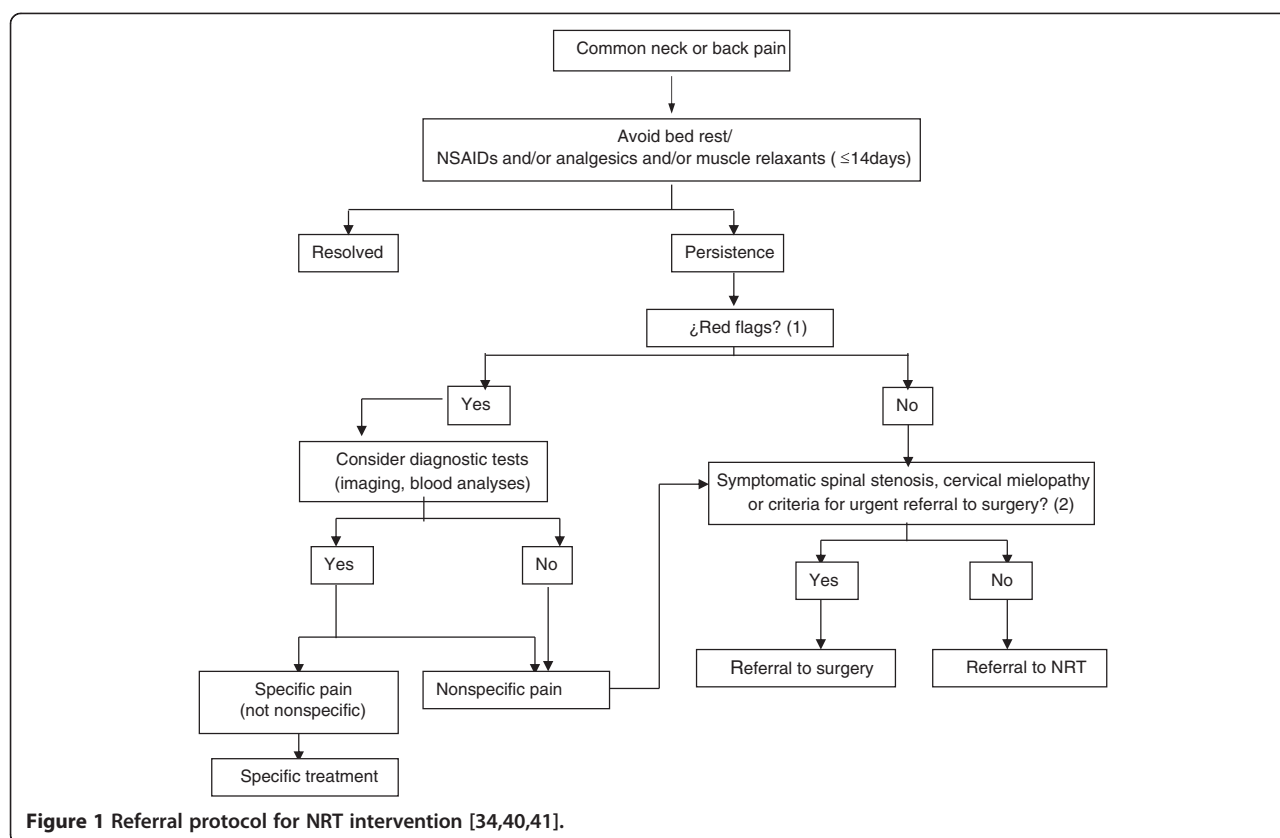 Common neck or back pain
Avoid bed rest/
NSAIDs and/or analgesics and/or muscle relaxants ( ≤14days)
Resolved
Persistence
¿Red flags? (1)
Yes
No
Consider diagnostic tests
(imaging, blood analyses)
Symptomatic spinal stenosis, cervical mielopathy
or criteria for urgent referral to surgery? (2)
Yes
No
Yes
No
Specific pain
(not nonspecific)
Nonspecific pain
Referral to surgery
Referral to NRT
Specific treatment
Figure 1 Referral protocol for NRT intervention [34,40,41].